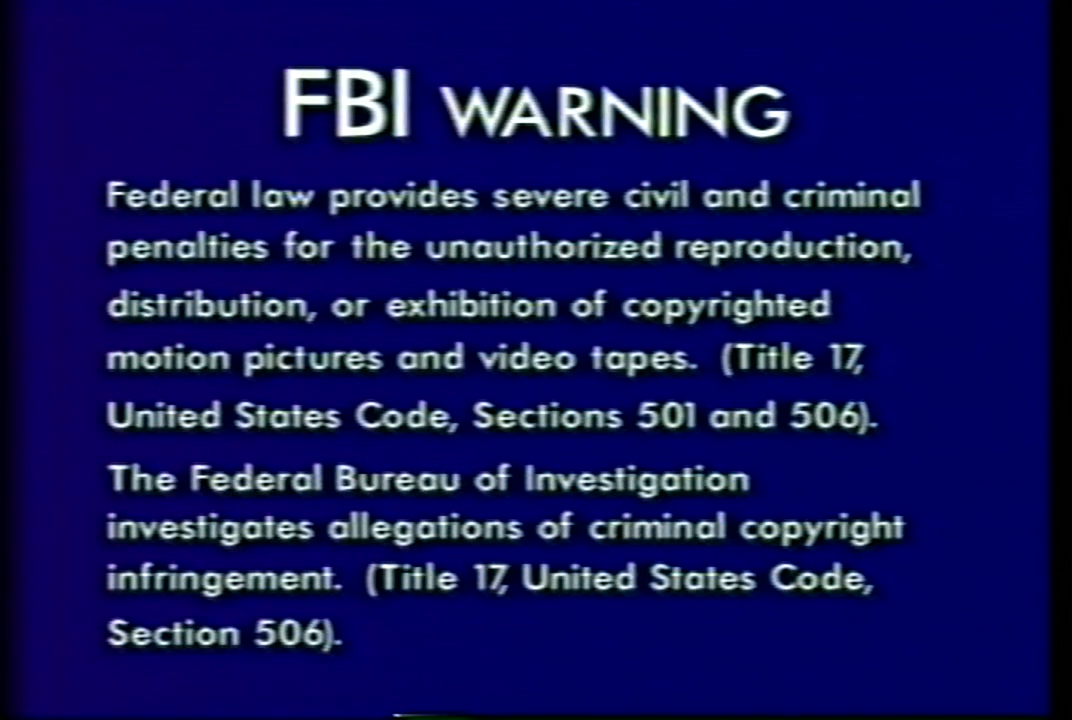 FBI WARNING
Federal law provides severe civil and criminal
penalties for the unauthorized reproduction,
distribution, or exhibition of copyrighted
motion pictures and video tapes. (Title 17,
United States Code, Sections 501 and 506).
The Federal Bureau of Investigation
investigates allegations of criminal copyright
infringement. (Title 17, United States Code,
Section 506).